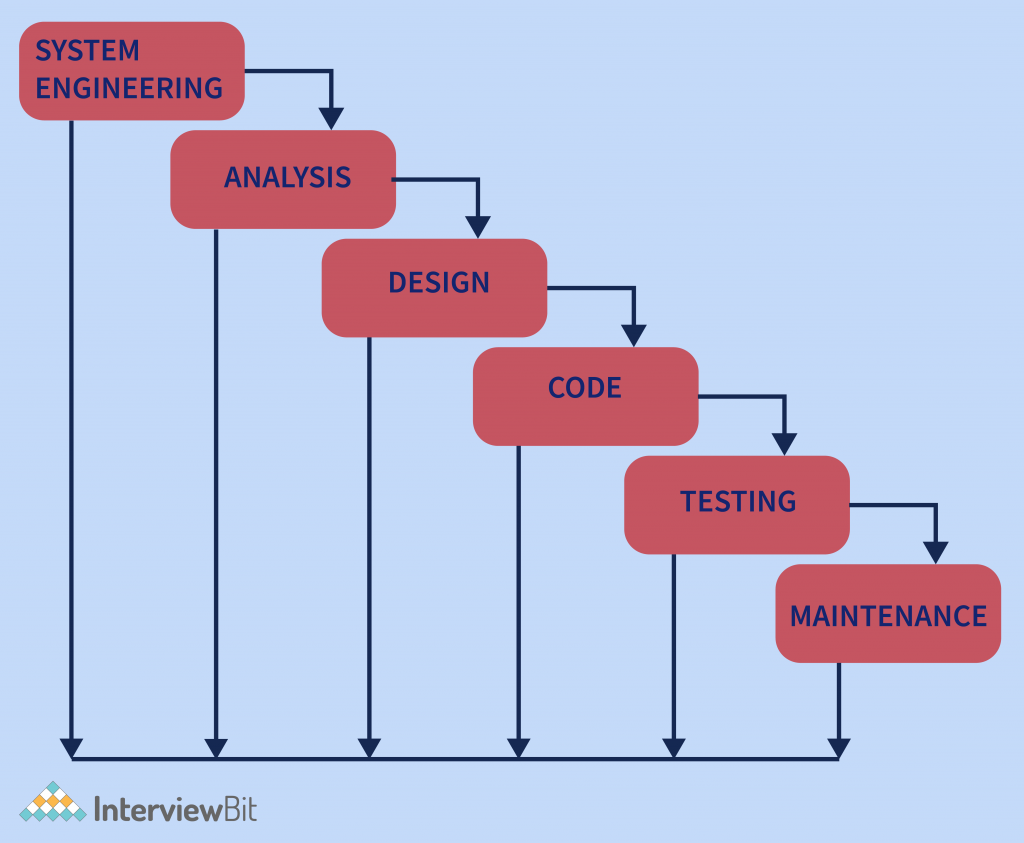 SYSTEM
ENGINEERING
ANALYSIS
DESIGN
CODE
TESTING
MAINTENANCE
InterviewBit